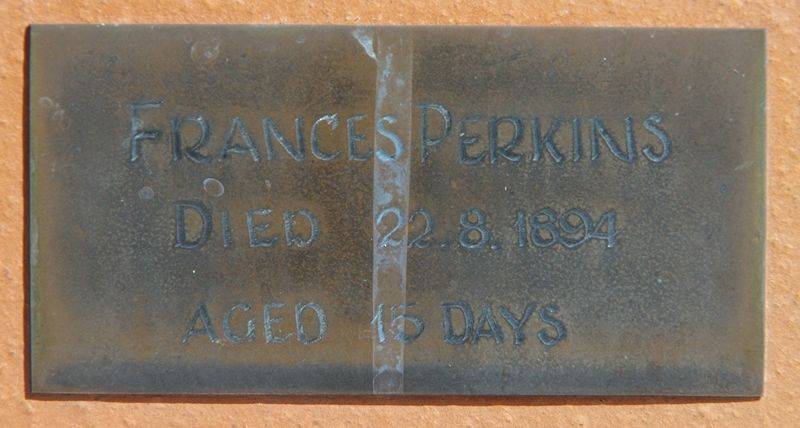 FRANCES PERKINS
DIED 22.8.1894
AGED 15 DAYS